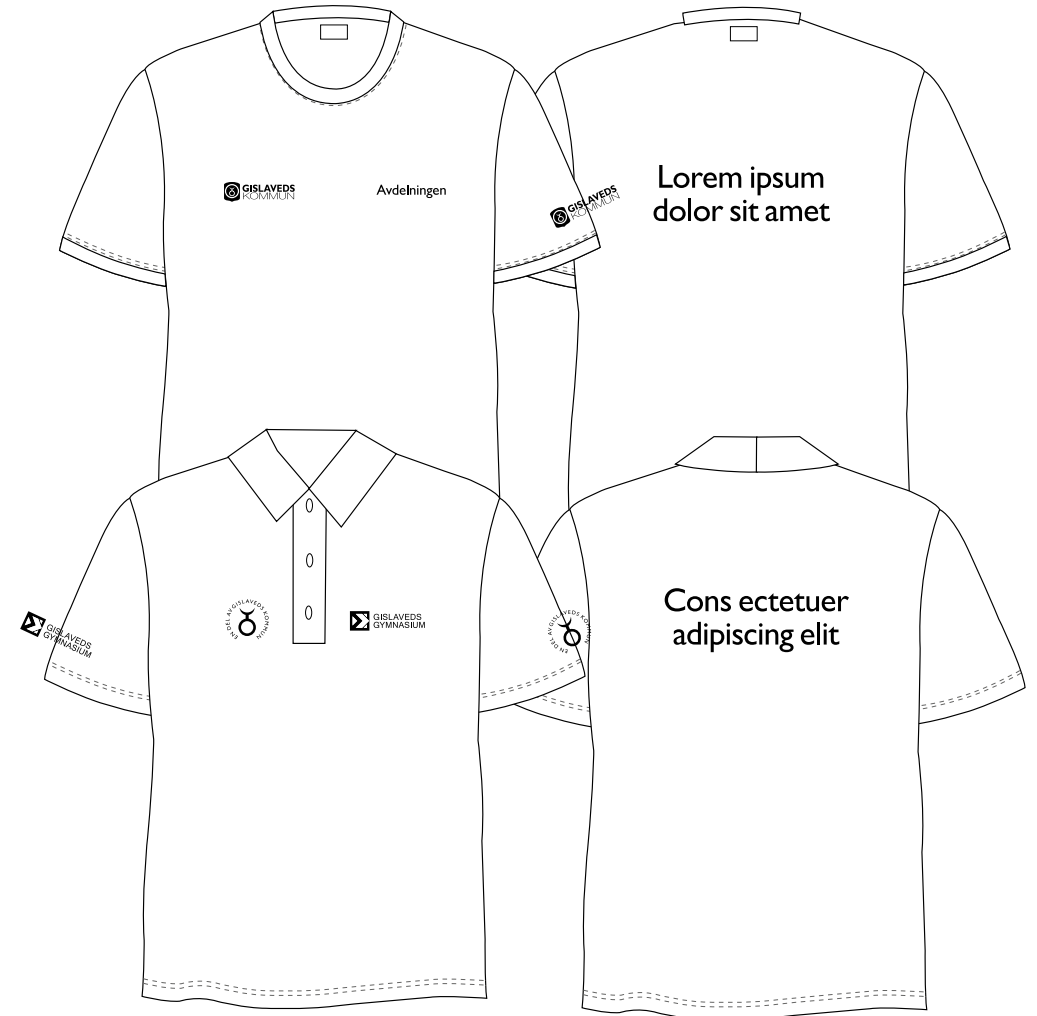 GISLAVEDS
KOMMUN
Avdelningen
GISLAVEDS
KOMMUN
Lorem ipsum
dolor sit amet
GISLAVEDS
GYMNASIUM
EN DEL AV GISLAVEDS KOMMUN
GISLAVEDS
GYMNASIUM
EN DEL AV GISLAVEDS KOMMUN
Cons ectetuer
adipiscing elit